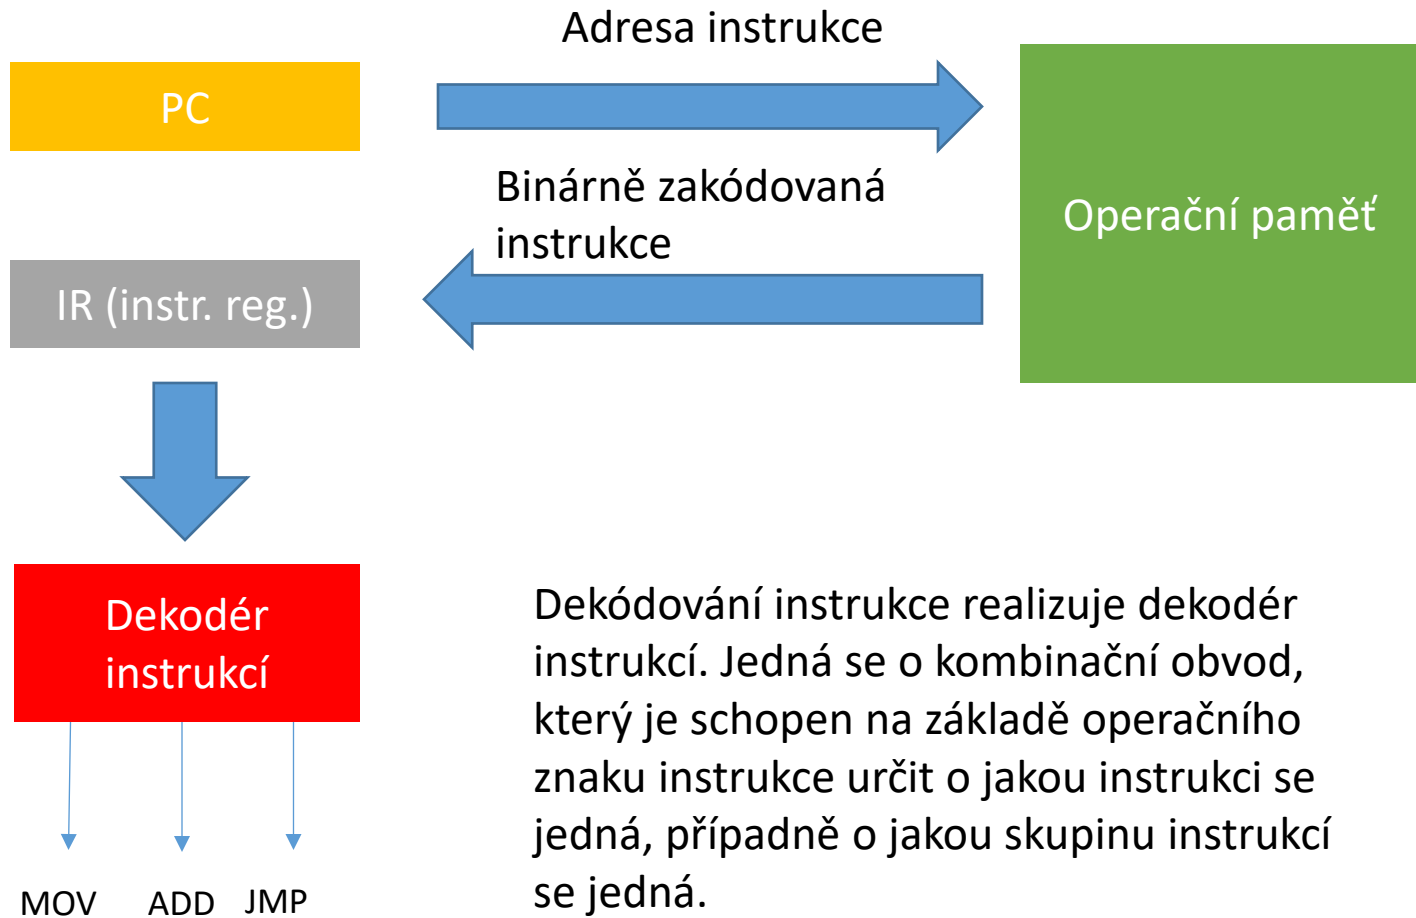 Adresa instrukce
PC
Binárně zakódovaná
instrukce
Operační paměť
IR (instr. reg.)
Dekodér
instrukcí
Dekódování instrukce realizuje dekodér
instrukcí. Jedná se o kombinační obvod,
který je schopen na základě operačního
znaku instrukce určit o jakou instrukci se
jedná, případně o jakou skupinu instrukcí
se jedná.
MOV ADD JMP